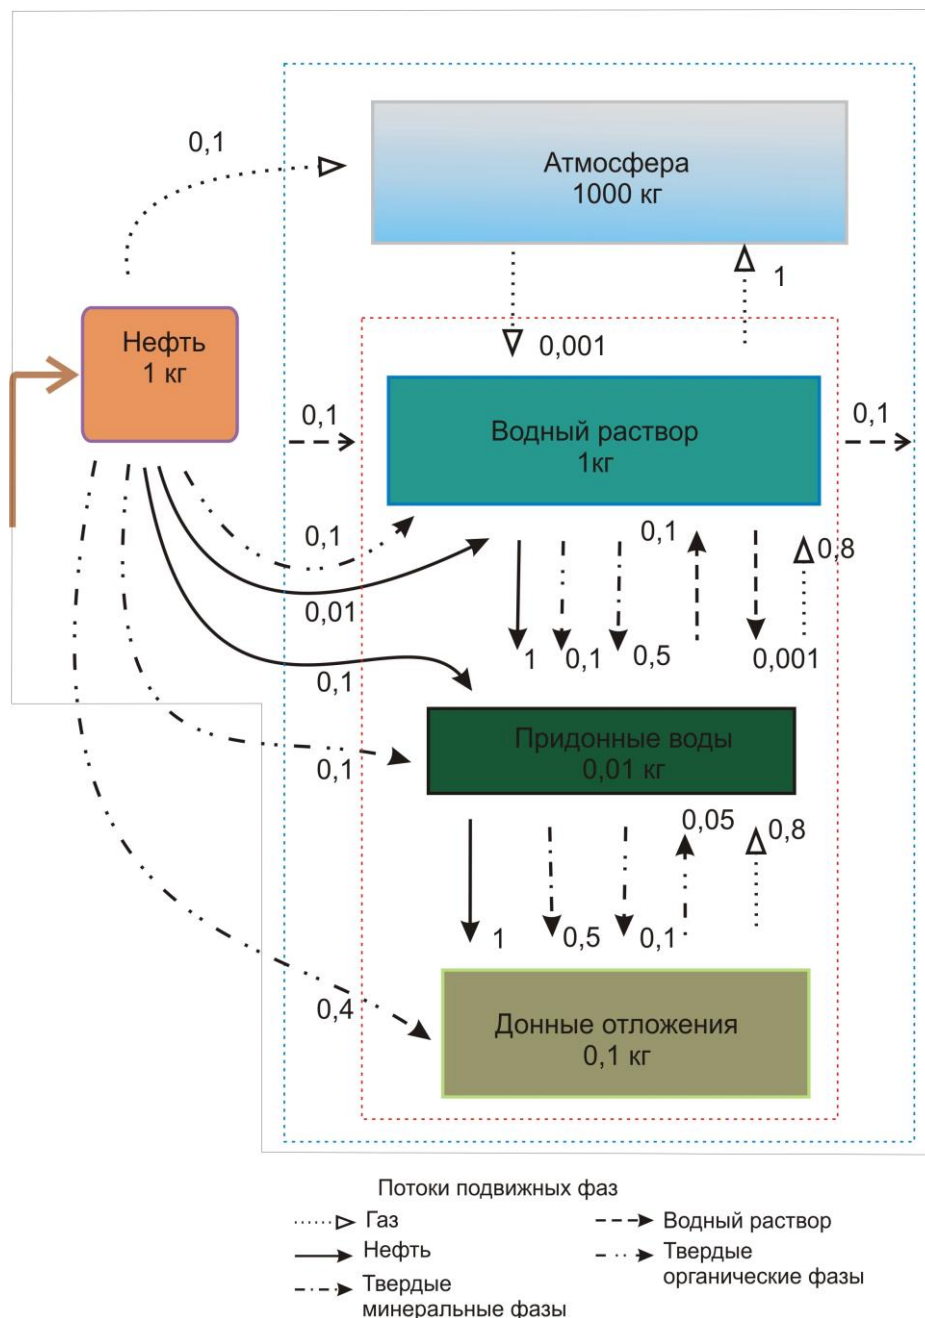 0,1
Атмосфера
1000 кг
1
Нефть
1 кг
0,001
0,1
Водный раствор
1кг
0,1
0,1
0,01
0,1
0,1
0,8
1
0,1
0,5
0,001
0,1
Придонные воды
0,01 кг
0,05
0,8
1
0,5
0,1
0,4
Донные отложения
0,1 кг
Потоки подвижных фаз
Газ
Нефть
Твердые
минеральные фазы
Водный раствор
Твердые
органические фазы